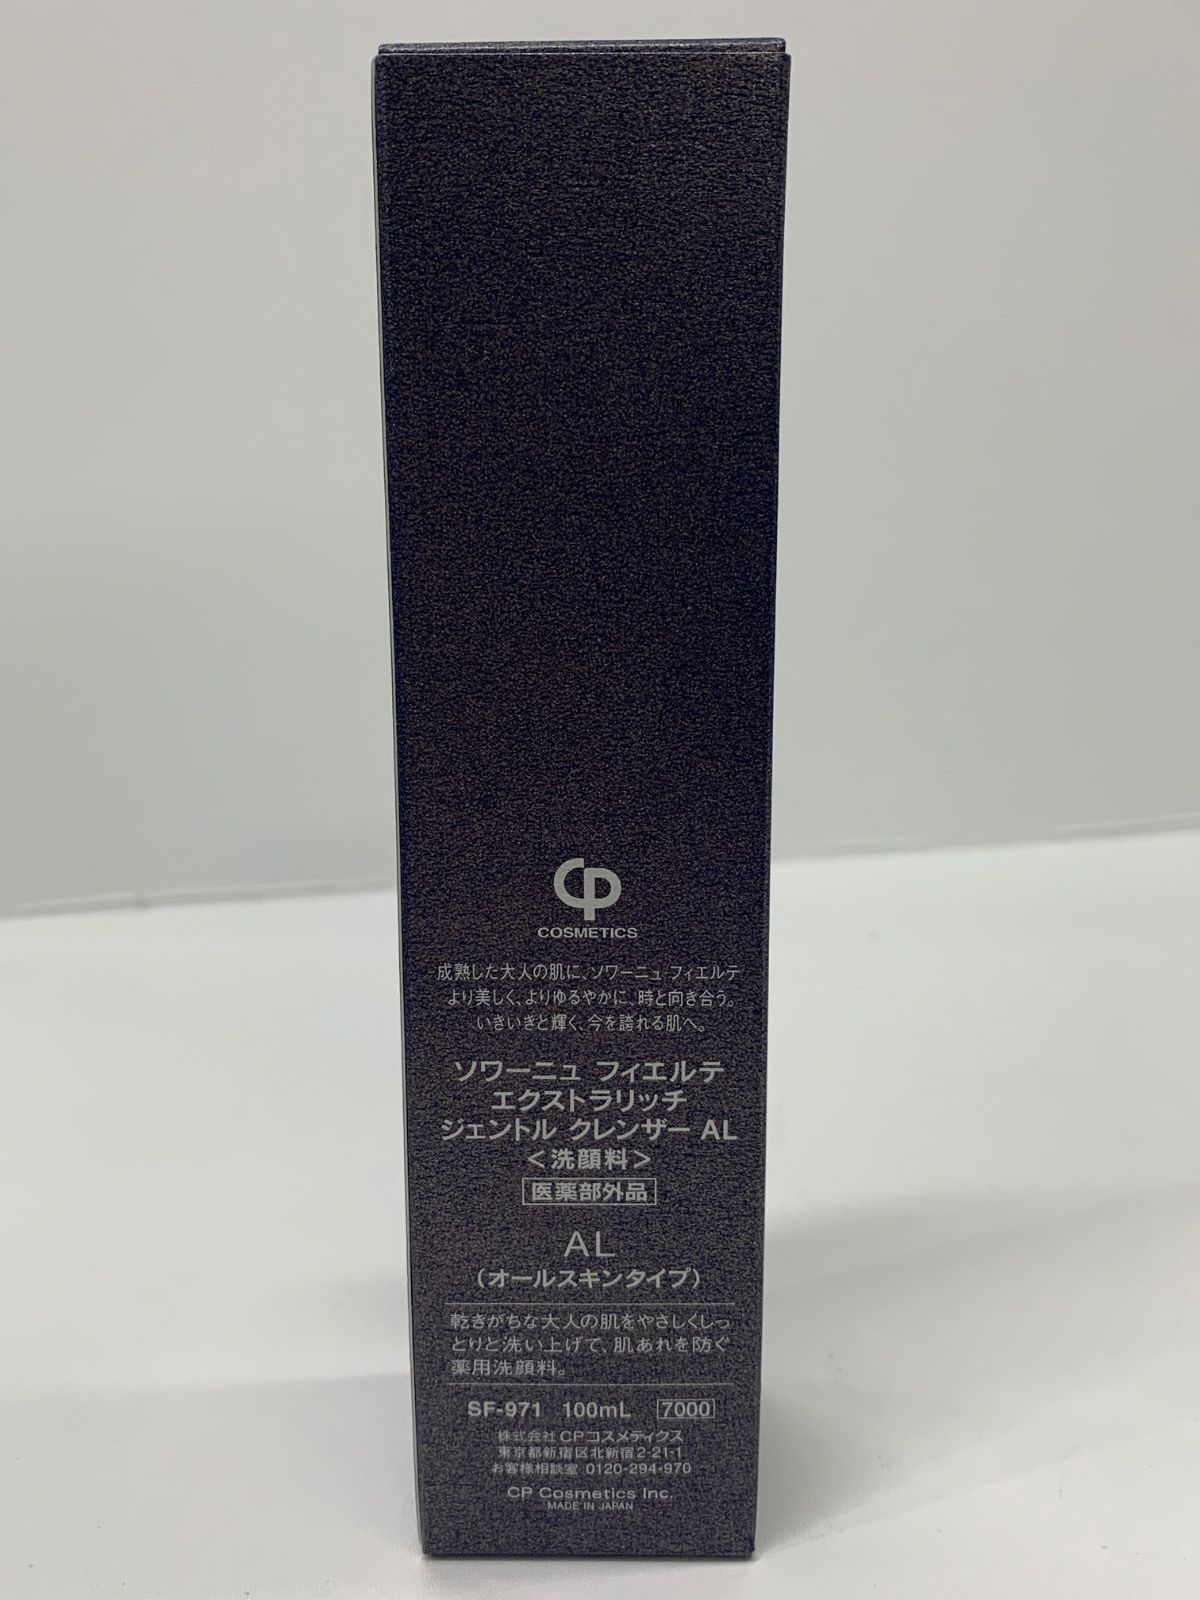 CP
COSMETICS
成熟した大人の肌に、ソワーニュ フィエルテ
より美しく、よりゆるやかに、時と向き合う。
いきいきと輝く、今を誇れる肌へ。
ソワーニュ フィエルテ
エクストラリッチ
ジェントル クレンザー AL
＜洗顔料＞
医薬部外品
AL
(オールスキンタイプ)
乾きがちな大人の肌をやさしくしっ
とりと洗い上げて、肌あれを防ぐ
薬用洗顔料。
SF-971 100mL 7000
株式会社 CPコスメティクス
東京都新宿区北新宿2-21-1
お客様相談室 0120-294-970
CP Cosmetics Inc.
MADE IN JAPAN